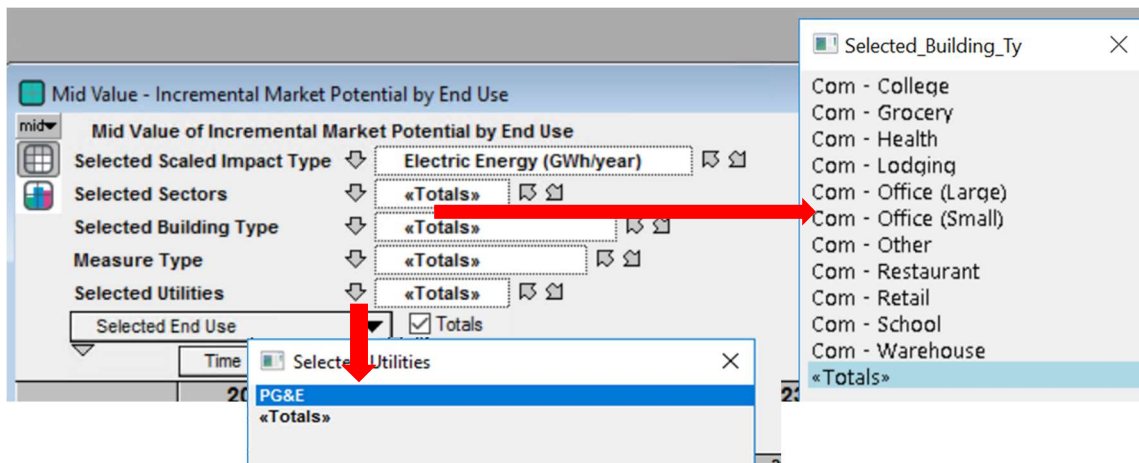 Selected_Building_Ty
Com - College
Com - Grocery
Com - Health
Com - Lodging
Com - Office (Large)
Com - Office (Small)
Com - Other
Com - Restaurant
Com - Retail
Com - School
Com - Warehouse
«Totals»
Mid Value - Incremental Market Potential by End Use
mid
Mid Value of Incremental Market Potential by End Use
Selected Scaled Impact Type Electric Energy (GWh/year)
Selected Sectors «Totals»
Selected Building Type «Totals»
Measure Type «Totals»
Selected Utilities «Totals»
Selected End Use Totals
Time
Selected Utilities
PG&E
«Totals»